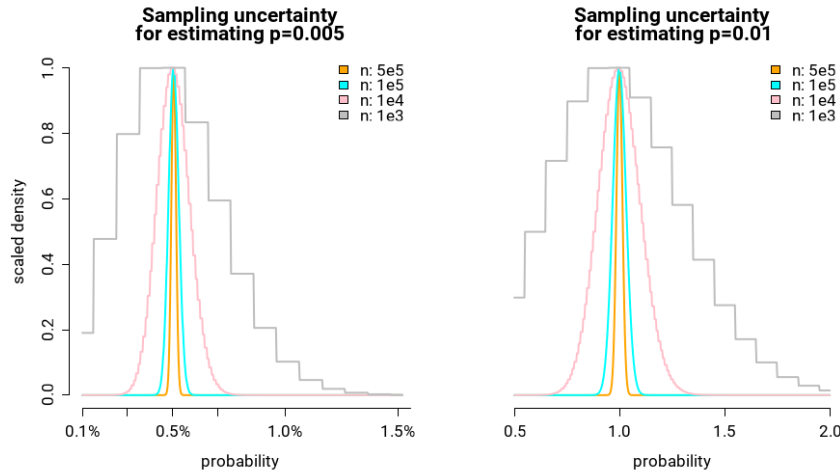 Sampling uncertainty
for estimating p=0.005
n: 5e5
n: 1e5
n: 1e4
n: 1e3
scaled density
1.0
0.8
0.6
0.4
0.2
0.0
0.1%
0.5%
1.0%
1.5%
probability
Sampling uncertainty
for estimating p=0.01
n: 5e5
n: 1e5
n: 1e4
n: 1e3
0.5
1.0
1.5
2.0
probability